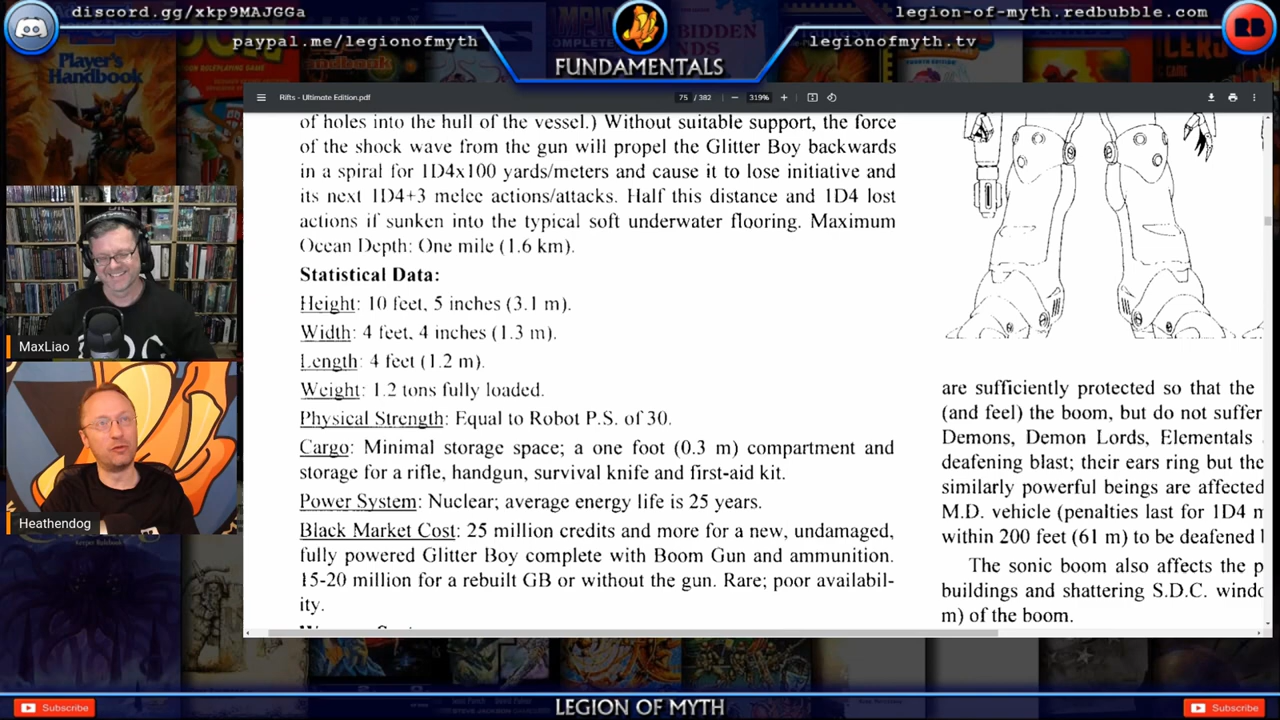 discord.gg/xkp9MAJGGa
legion-of-myth.redbubble.com
paypal.me/legionofmyth
legionofmyth.tv
RB
FUNDAMENTALS
Player's
Handbook
Rifts - Ultimate Edition.pdf
75 / 382
319%
of holes into the hull of the vessel.) Without suitable support, the force
of the shock wave from the gun will propel the Glitter Boy backwards
in a spiral for 1D4x100 yards/meters and cause it to lose initiative and
its next 1D4+3 melee actions/attacks. Half this distance and 1D4 lost
actions if sunken into the typical soft underwater flooring. Maximum
Ocean Depth: One mile (1.6 km).
Statistical Data:
Height: 10 feet, 5 inches (3.1 m).
Width: 4 feet, 4 inches (1.3 m).
Length: 4 feet (1.2 m).
Weight: 1.2 tons fully loaded.
Physical Strength: Equal to Robot P.S. of 30.
Cargo: Minimal storage space; a one foot (0.3 m) compartment and
storage for a rifle, handgun, survival knife and first-aid kit.
Power System: Nuclear; average energy life is 25 years.
Black Market Cost: 25 million credits and more for a new, undamaged,
fully powered Glitter Boy complete with Boom Gun and ammunition.
15-20 million for a rebuilt GB or without the gun. Rare; poor availabil-
ity.
are sufficiently protected so that the
(and feel) the boom, but do not suffer
Demons, Demon Lords, Elementals
deafening blast; their ears ring but the
similarly powerful beings are affected
M.D. vehicle (penalties last for 1D4 m
within 200 feet (61 m) to be deafened
The sonic boom also affects the p
buildings and shattering S.D.C. windo
m) of the boom.
MaxLiao
Heathendog
Subscribe
LEGION OF MYTH
Subscribe